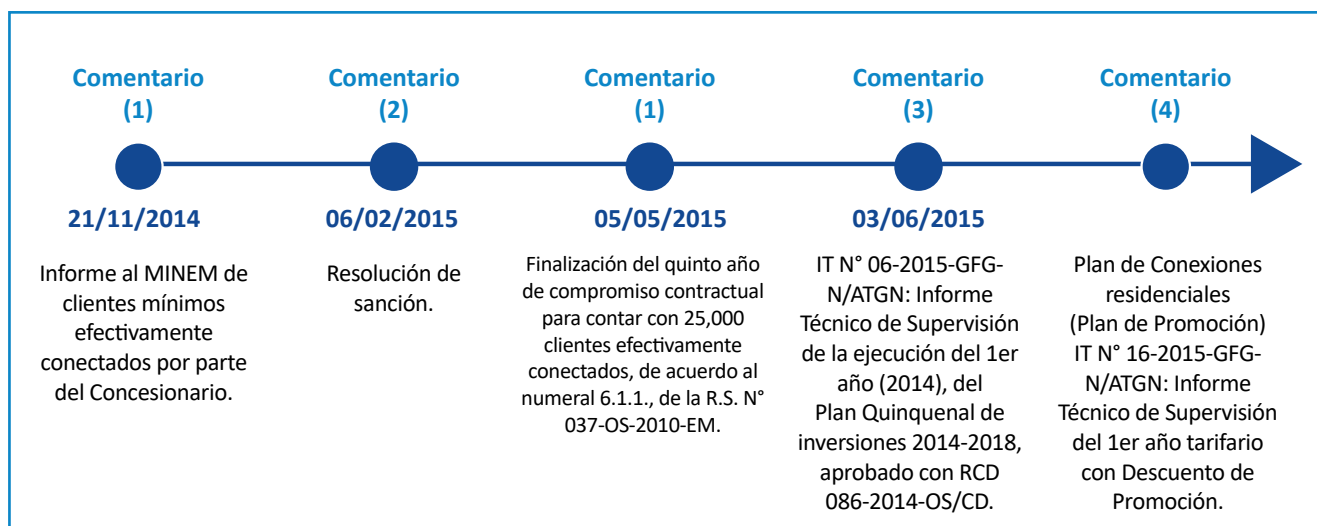 Comentario
(1)
21/11/2014
Informe al MINEM de
clientes mínimos
efectivamente
conectados por parte
del Concesionario.
Comentario
(2)
06/02/2015
Resolución de
sanción.
Comentario
(1)
05/05/2015
Finalización del quinto año
de compromiso contractual
para contar con 25,000
clientes efectivamente
conectados, de acuerdo al
numeral 6.1.1., de la R.S. N°
037-OS-2010-EM.
Comentario
(3)
03/06/2015
IT N° 06-2015-GFG-
N/ATGN: Informe
Técnico de Supervisión
de la ejecución del 1er
año (2014), del
Plan Quinquenal de
inversiones 2014-2018,
aprobado con RCD
086-2014-OS/CD.
Comentario
(4)
Plan de Conexiones
residenciales
(Plan de Promoción)
IT N° 16-2015-GFG-
N/ATGN: Informe
Técnico de Supervisión
del 1er año tarifario
con Descuento de
Promoción.